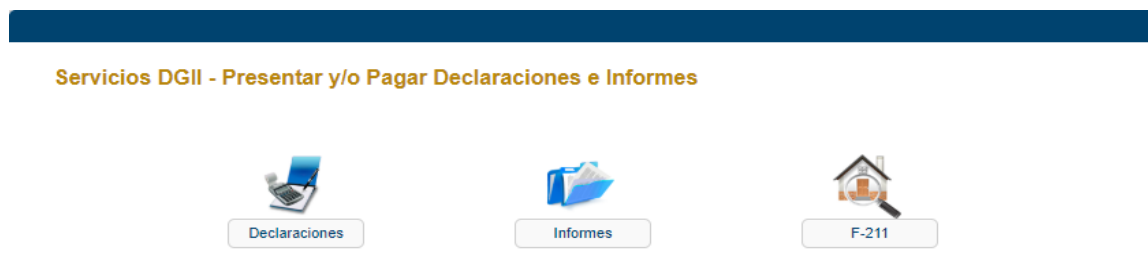 Servicios DGII - Presentar y/o Pagar Declaraciones e Informes
Declaraciones
Informes
F-211